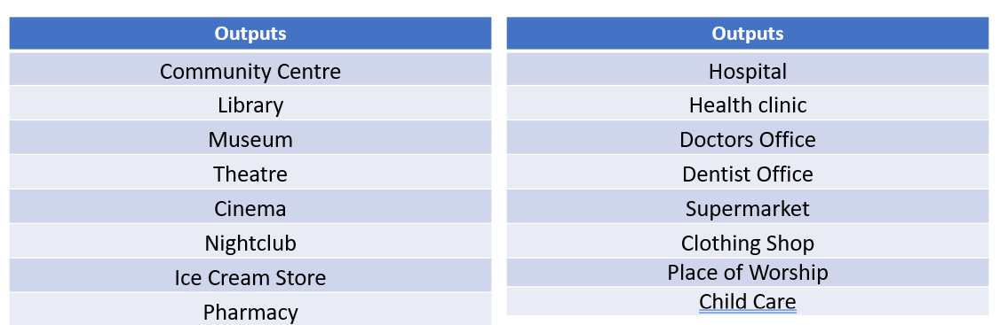 Outputs
Community Centre
Library
Museum
Theatre
Cinema
Nightclub
Ice Cream Store
Pharmacy
Outputs
Hospital
Health clinic
Doctors Office
Dentist Office
Supermarket
Clothing Shop
Place of Worship
Child Care